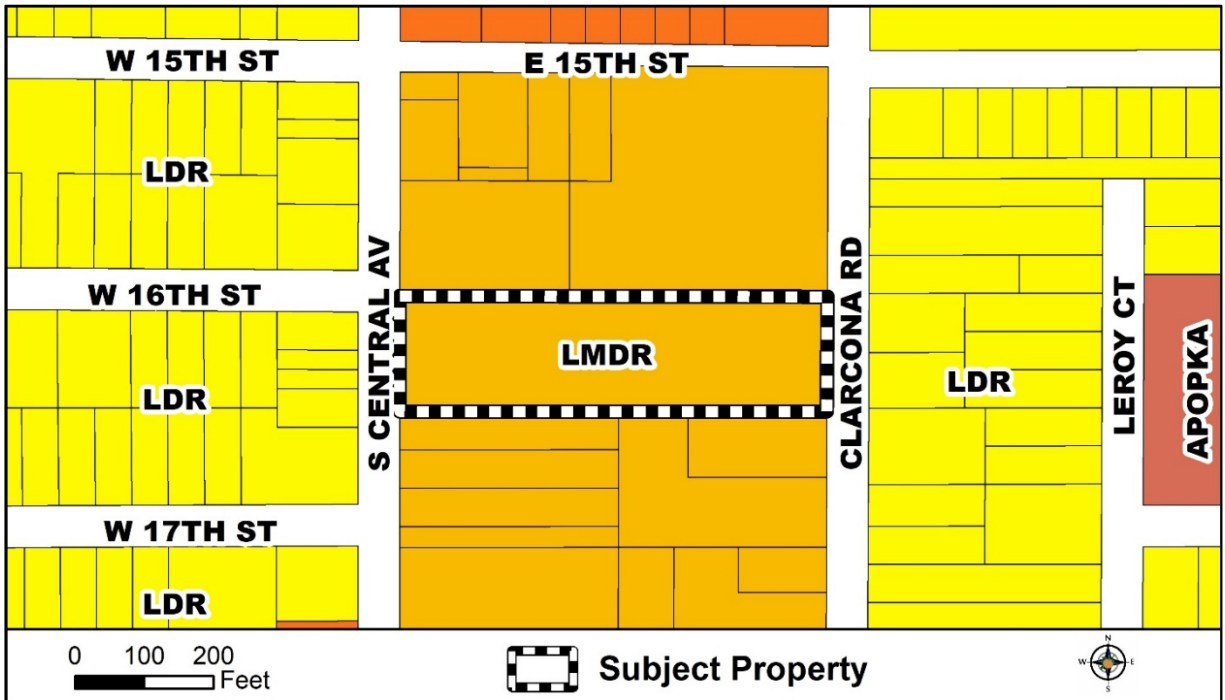 W 15TH ST
E 15TH ST
LDR
S CENTRAL AV
CLARCONA RD
LEROY CT
W 16TH ST
LMDR
LDR
LDR
APOPKA
W 17TH ST
LDR
0 100 200
Feet
Subject Property
N
W
E
S